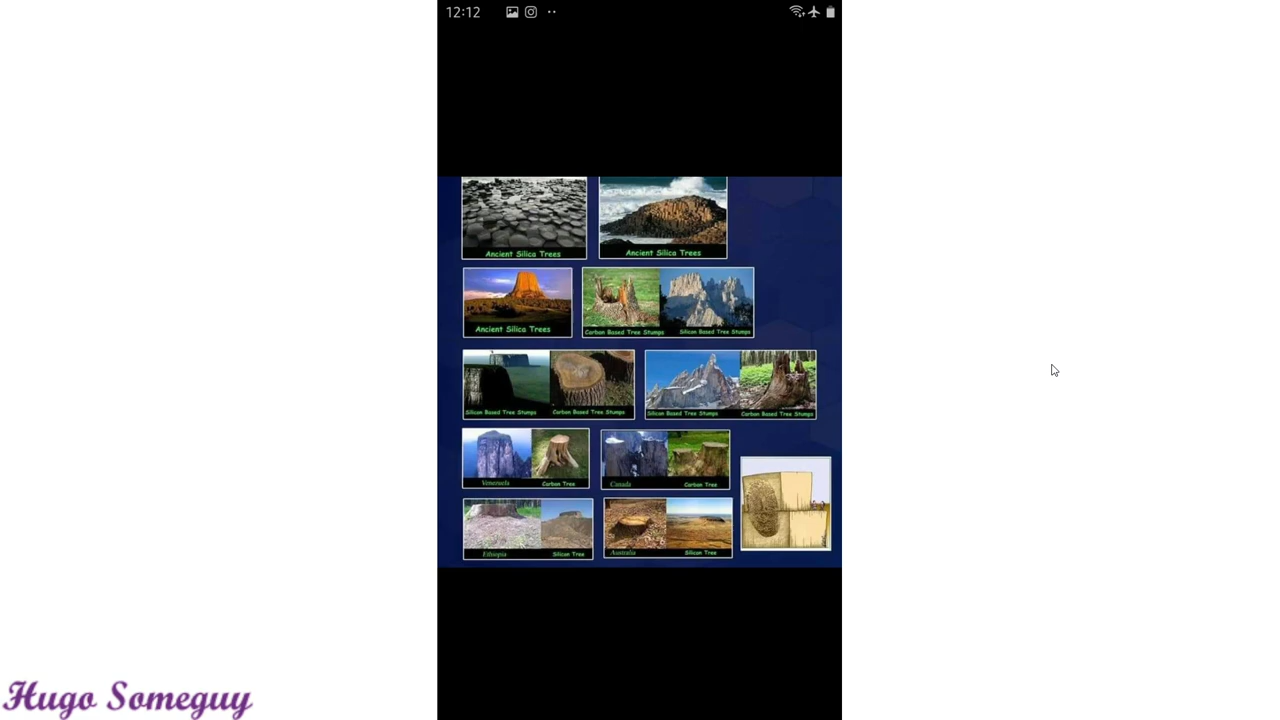 12:12
Ancient Silica Trees
Ancient Silica Trees
Ancient Silica Trees
Carbon Based Tree Stumps
Silicon Based Tree Stumps
Silicon Based Tree Stumps
Carbon Based Tree Stumps
Silicon Based Tree Stumps
Carbon Based Tree Stumps
Venezuela
Carbon Tree
Canada
Carbon Tree
Ethiopia
Silicon Tree
Australia
Silicon Tree
Hugo Someguy